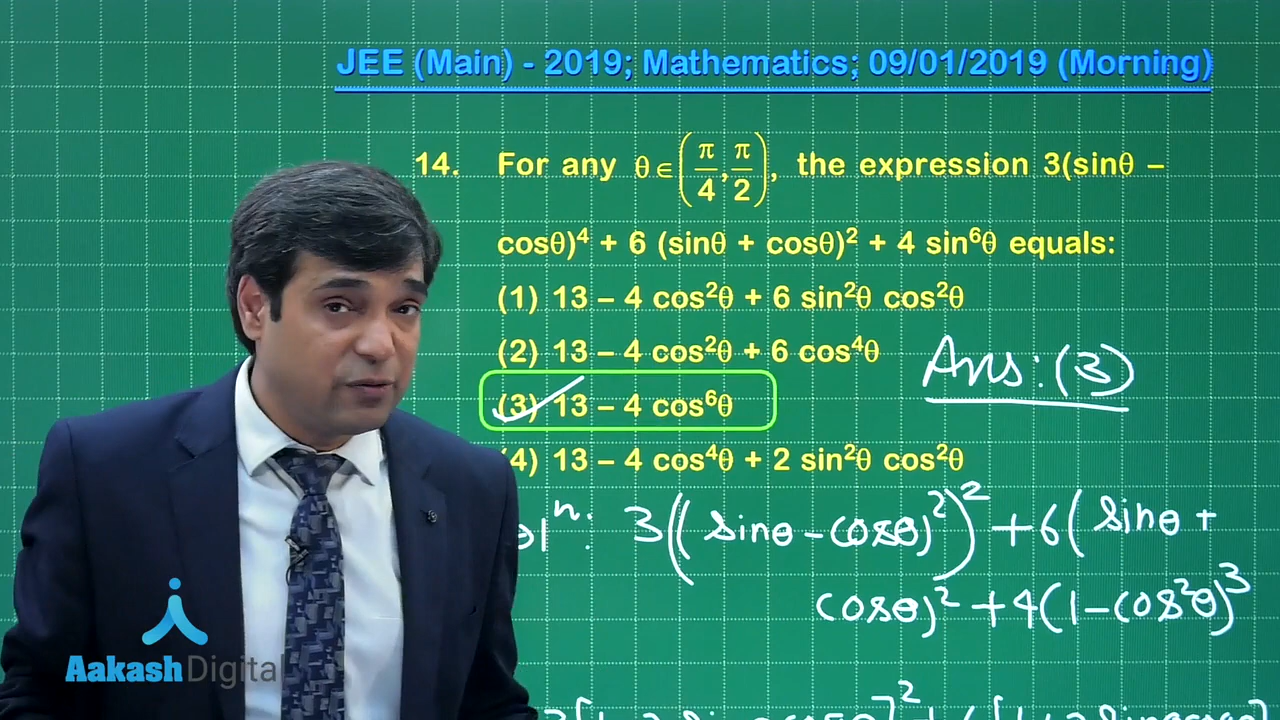 JEE (Main) - 2019; Mathematics; 09/01/2019 (Morning)
14. For any θ∈(π/4, π/2), the expression 3(sinθ –
cosθ)⁴ + 6 (sinθ + cosθ)² + 4 sin⁶θ equals:
(1) 13 – 4 cos²θ + 6 sin²θ cos²θ
(2) 13 – 4 cos²θ + 6 cos⁴θ
Ans: (3)
(3) 13 – 4 cos⁶θ
(4) 13 – 4 cos⁴θ + 2 sin²θ cos²θ
3((sinθ - cosθ)²)² + 6(sinθ +
cosθ)² + 4(1 - cos²θ)³
Aakash Digital